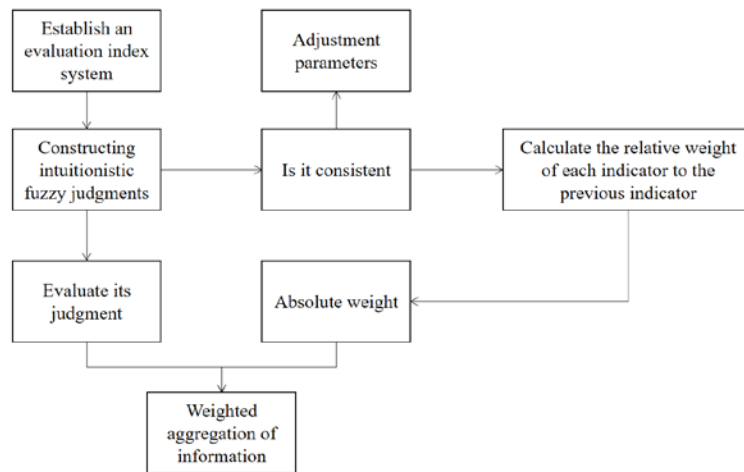 Establish an
evaluation index
system
Adjustment
parameters
Constructing
intuitionistic
fuzzy judgments
Is it consistent
Calculate the relative weight
of each indicator to the
previous indicator
Evaluate its
judgment
Absolute weight
Weighted
aggregation of
information